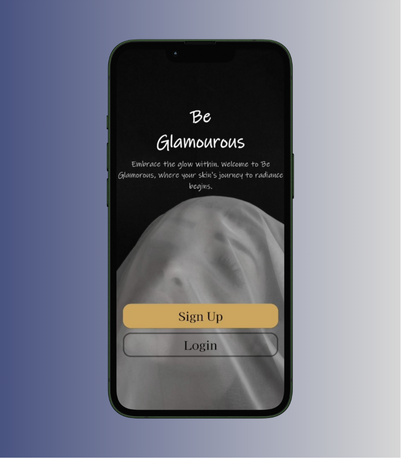 Be
Glamourous
Embrace the glow within. Welcome to Be
Glamorous, where your skin's journey to radiance
begins.
Sign Up
Login